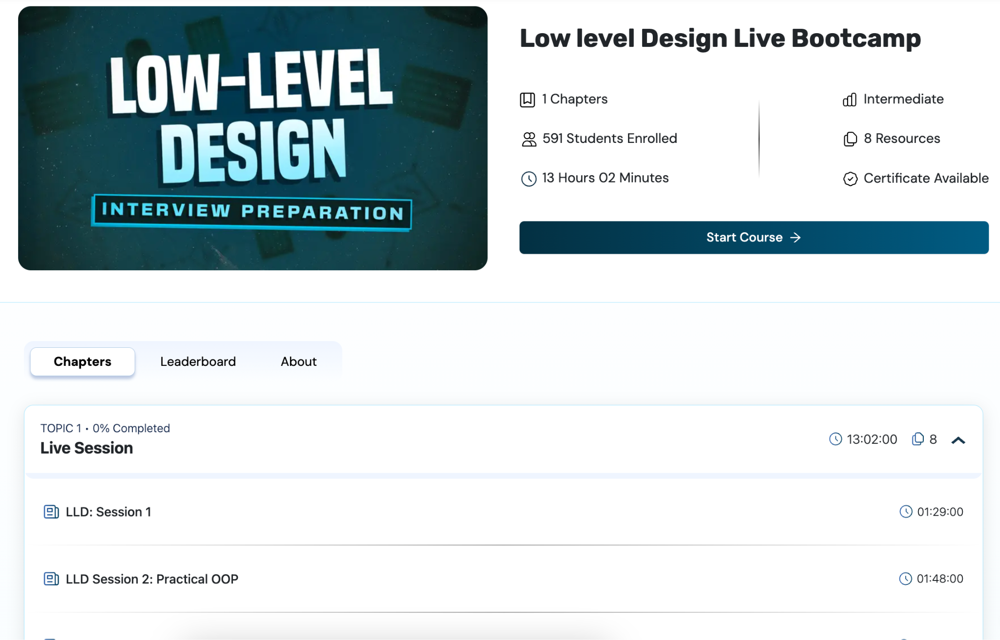 LOW-LEVEL
DESIGN
INTERVIEW PREPARATION
Low level Design Live Bootcamp
1 Chapters
Intermediate
591 Students Enrolled
8 Resources
13 Hours 02 Minutes
Certificate Available
Start Course →
Chapters
Leaderboard
About
TOPIC 1 • 0% Completed
Live Session
13:02:00
8
LLD: Session 1
01:29:00
LLD Session 2: Practical OOP
01:48:00